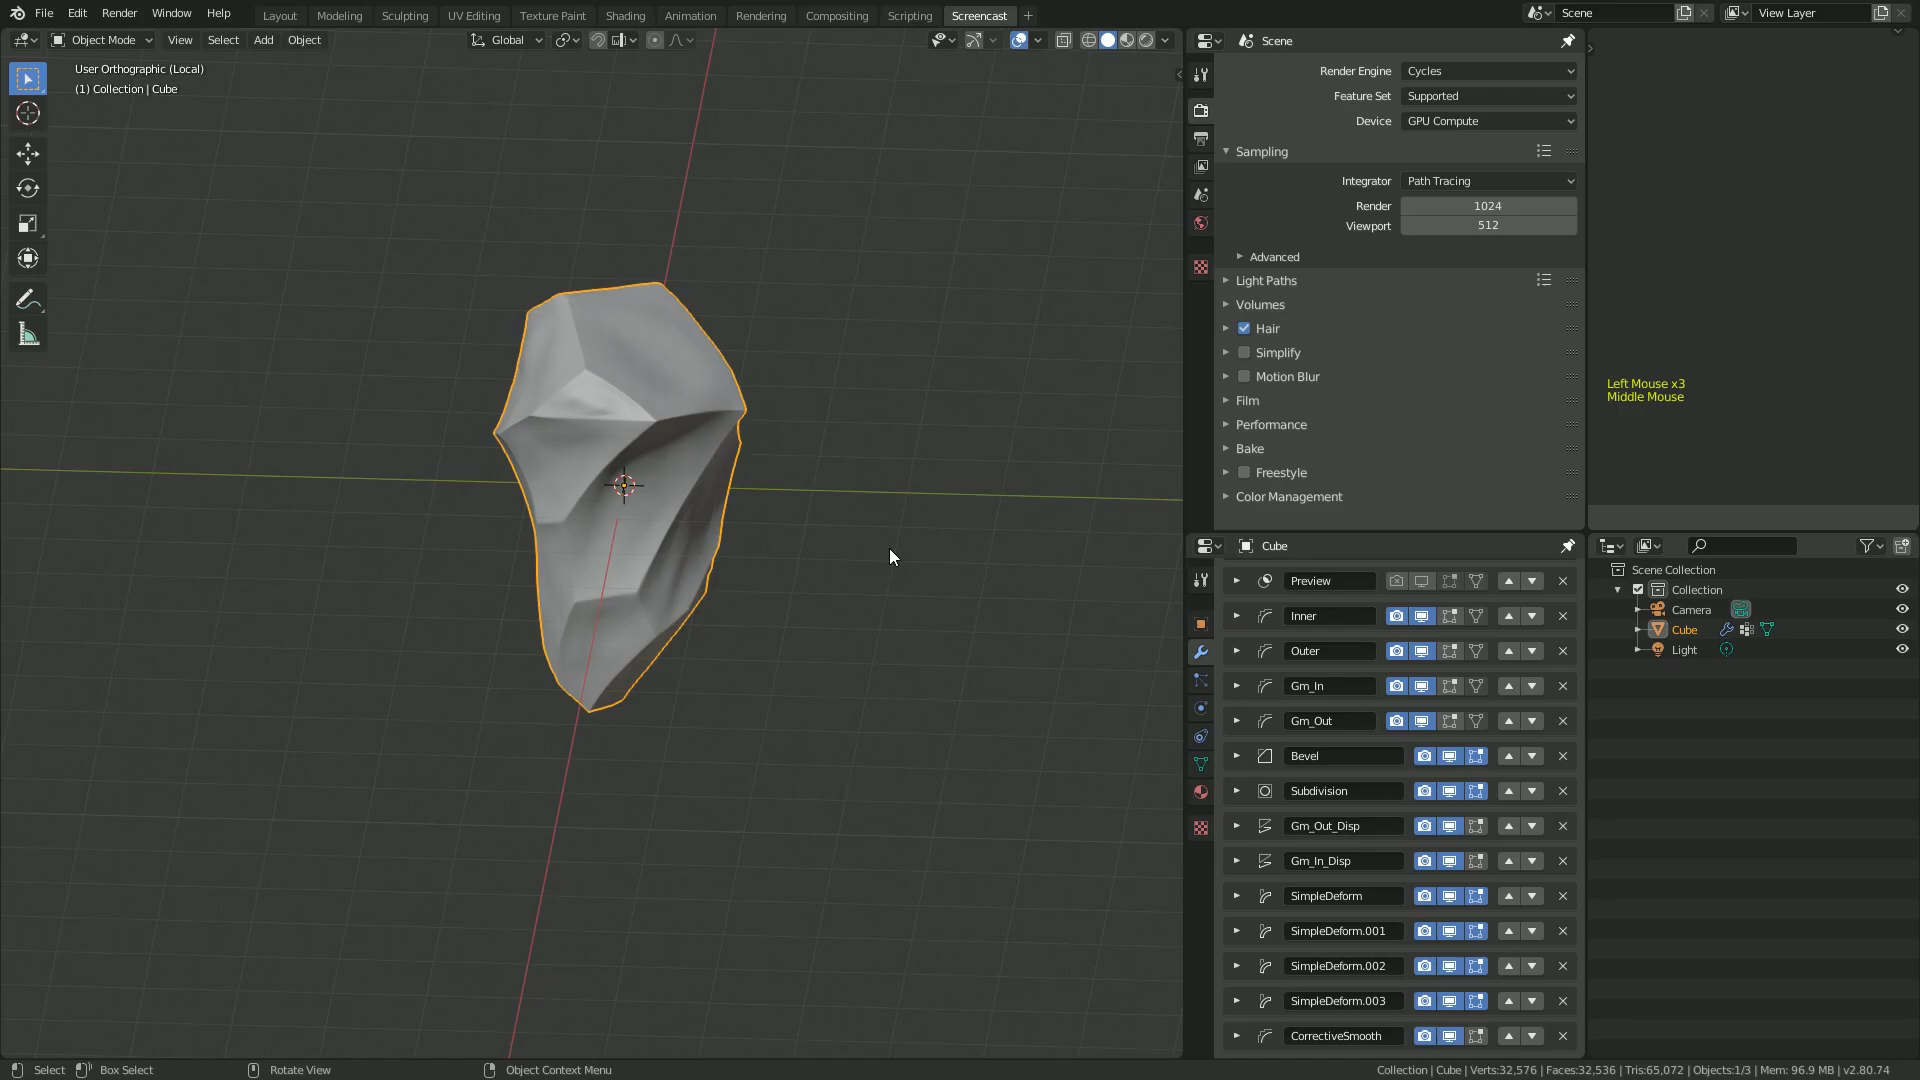 File Edit Render Window Help Layout Modeling Sculpting UV Editing Texture Paint Shading Animation Rendering Compositing Scripting Screencast + Scene View Layer
Object Mode View Select Add Object Global
User Orthographic (Local)
(1) Collection | Cube
Scene
Render Engine Cycles
Feature Set Supported
Device GPU Compute
Sampling
Integrator Path Tracing
Render 1024
Viewport 512
Advanced
Light Paths
Volumes
Hair
Simplify
Motion Blur
Film
Performance
Bake
Freestyle
Color Management
Left Mouse x3
Middle Mouse
Cube
Preview
Inner
Outer
Gm_In
Gm_Out
Bevel
Subdivision
Gm_Out_Disp
Gm_In_Disp
SimpleDeform
SimpleDeform.001
SimpleDeform.002
SimpleDeform.003
CorrectiveSmooth
Scene Collection
Collection
Camera
Cube
Light
Select Box Select Rotate View Object Context Menu Collection | Cube | Verts:32,576 | Faces:32,536 | Tris:65,072 | Objects:1/3 | Mem: 96.9 MB | v2.80.74